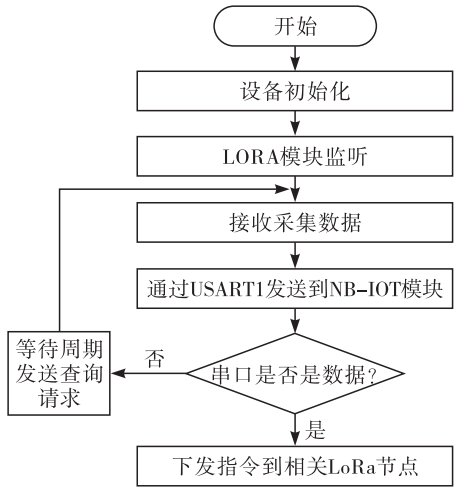 开始
设备初始化
LORA模块监听
接收采集数据
通过USART1发送到NB-IOT模块
等待周期
发送查询
请求
否
串口是否是数据?
是
下发指令到相关LoRa节点